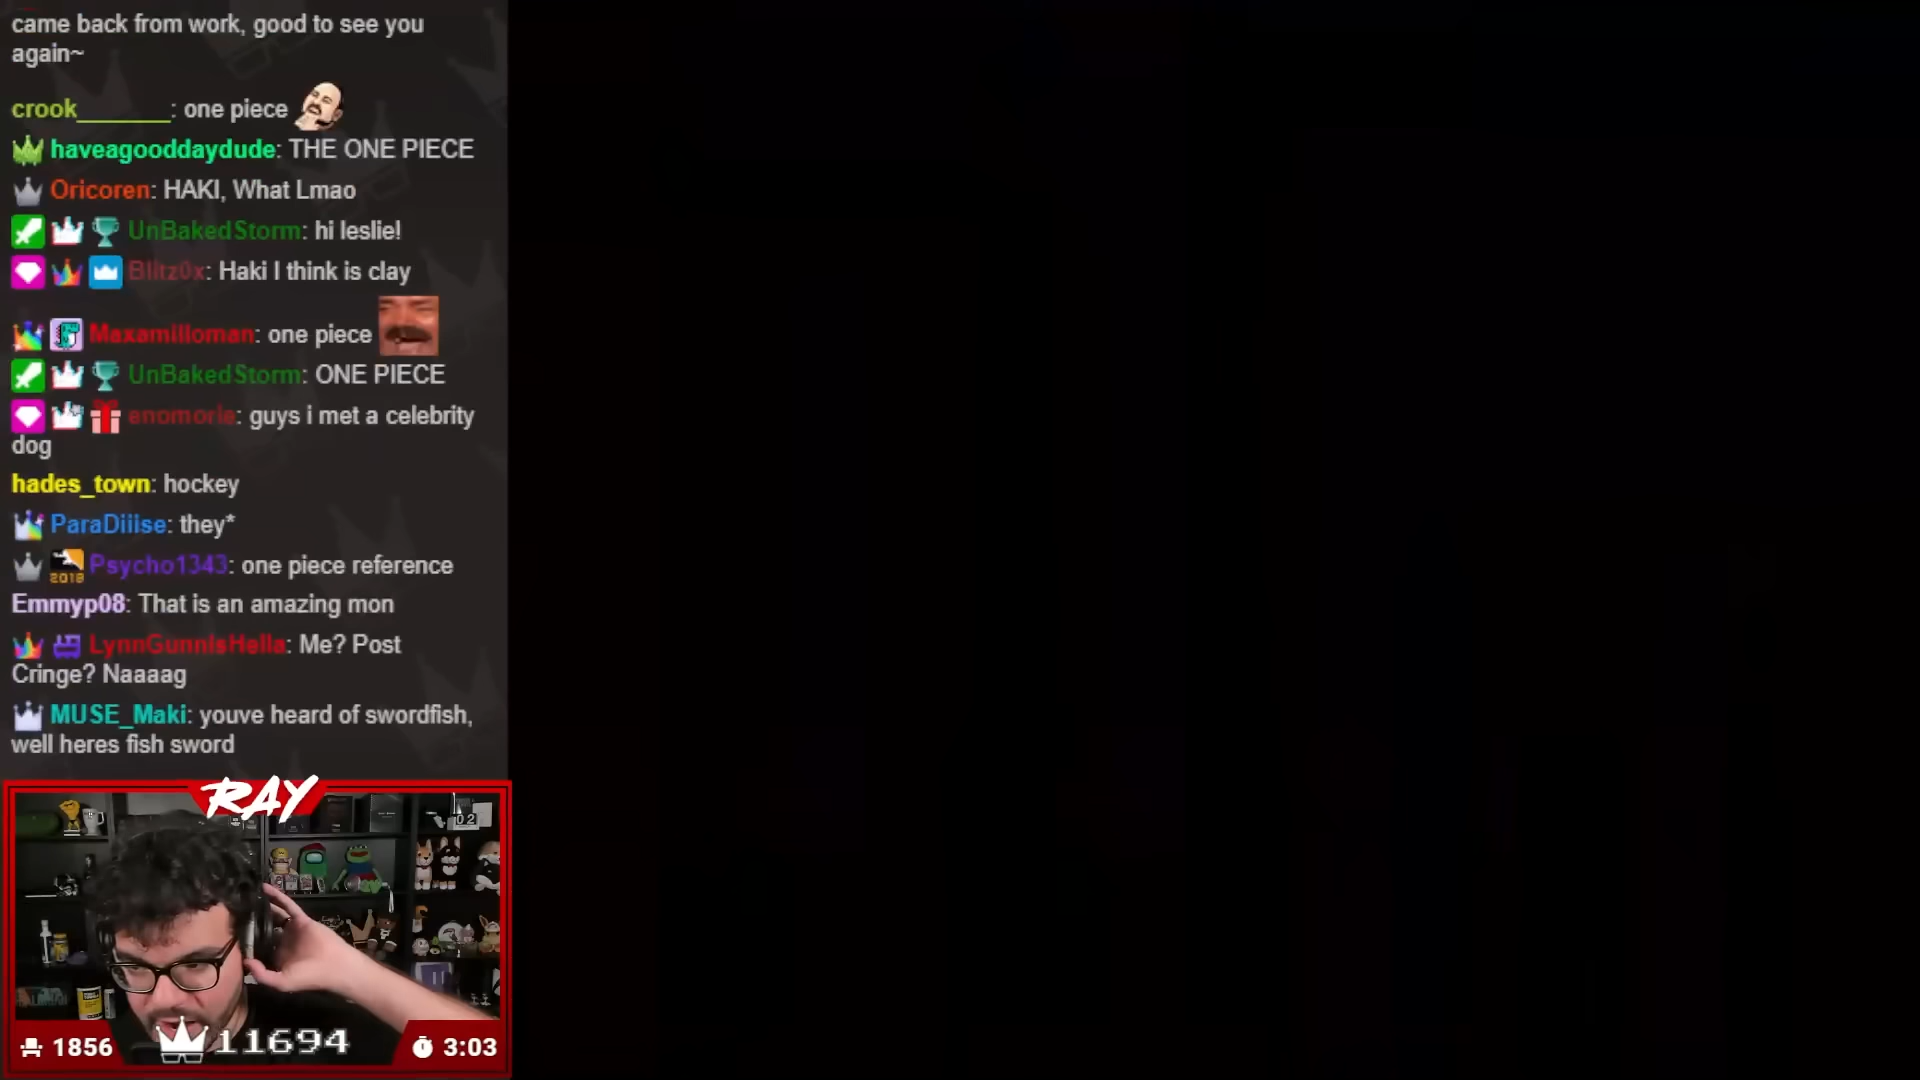 came back from work, good to see you
again~
crook_______: one piece
haveagooddaydude: THE ONE PIECE
Oricoren: HAKI, What Lmao
UnBakedStorm: hi leslie!
Blitz0x: Haki I think is clay
Maxamilloman: one piece
UnBakedStorm: ONE PIECE
enomorie: guys i met a celebrity
dog
hades_town: hockey
ParaDiiise: they*
2018 Psycho1343: one piece reference
Emmyp08: That is an amazing mon
LynnGunnIsHella: Me? Post
Cringe? Naaaag
MUSE_Maki: youve heard of swordfish,
well heres fish sword
RAY
02
1856 11694 3:03